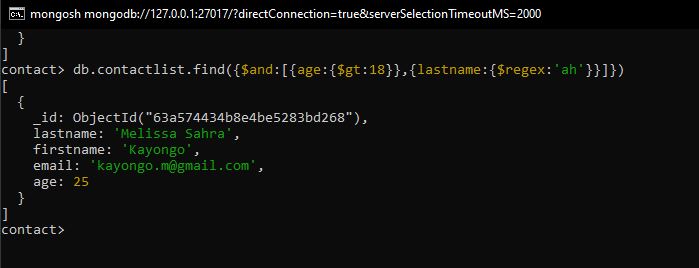 mongosh mongodb://127.0.0.1:27017/?directConnection=true&serverSelectionTimeoutMS=2000
}
]
contact> db.contactlist.find({$and:[{age:{$gt:18}},{lastname:{$regex:'ah'}}]})
[
{
_id: ObjectId("63a574434b8e4be5283bd268"),
lastname: 'Melissa Sahra',
firstname: 'Kayongo',
email: 'kayongo.m@gmail.com',
age: 25
}
]
contact>